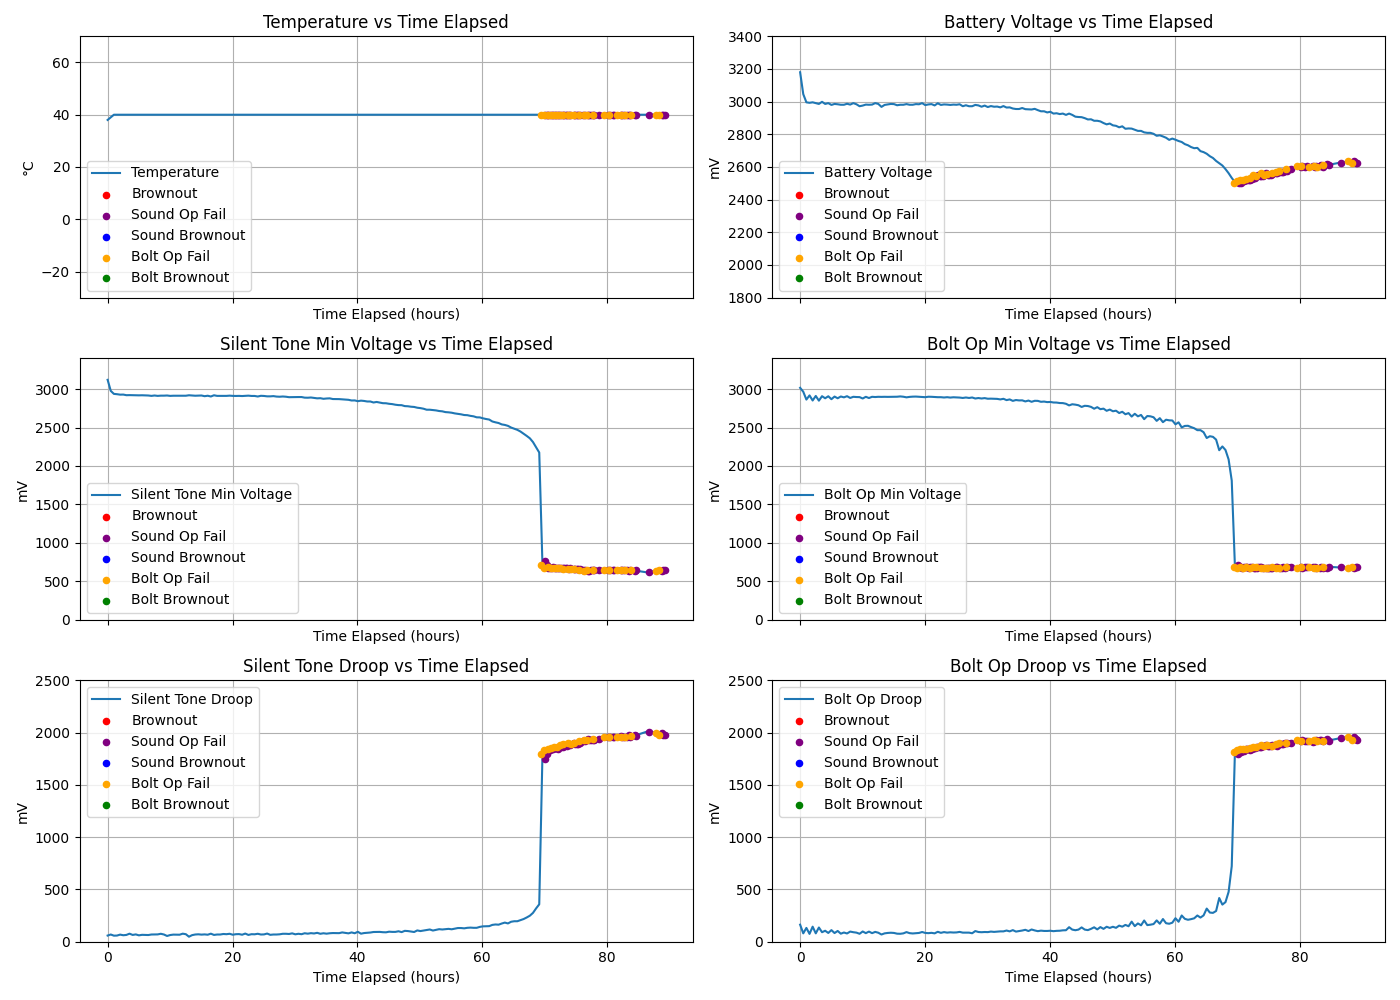 Temperature vs Time Elapsed
°C
60
40
20
0
−20
Temperature
Brownout
Sound Op Fail
Sound Brownout
Bolt Op Fail
Bolt Brownout
Time Elapsed (hours)
Battery Voltage vs Time Elapsed
mV
3400
3200
3000
2800
2600
2400
2200
2000
1800
Battery Voltage
Brownout
Sound Op Fail
Sound Brownout
Bolt Op Fail
Bolt Brownout
Time Elapsed (hours)
Silent Tone Min Voltage vs Time Elapsed
mV
3000
2500
2000
1500
1000
500
0
Silent Tone Min Voltage
Brownout
Sound Op Fail
Sound Brownout
Bolt Op Fail
Bolt Brownout
Time Elapsed (hours)
Bolt Op Min Voltage vs Time Elapsed
mV
3000
2500
2000
1500
1000
500
0
Bolt Op Min Voltage
Brownout
Sound Op Fail
Sound Brownout
Bolt Op Fail
Bolt Brownout
Time Elapsed (hours)
Silent Tone Droop vs Time Elapsed
mV
2500
2000
1500
1000
500
0
Silent Tone Droop
Brownout
Sound Op Fail
Sound Brownout
Bolt Op Fail
Bolt Brownout
0 20 40 60 80
Time Elapsed (hours)
Bolt Op Droop vs Time Elapsed
mV
2500
2000
1500
1000
500
0
Bolt Op Droop
Brownout
Sound Op Fail
Sound Brownout
Bolt Op Fail
Bolt Brownout
0 20 40 60 80
Time Elapsed (hours)